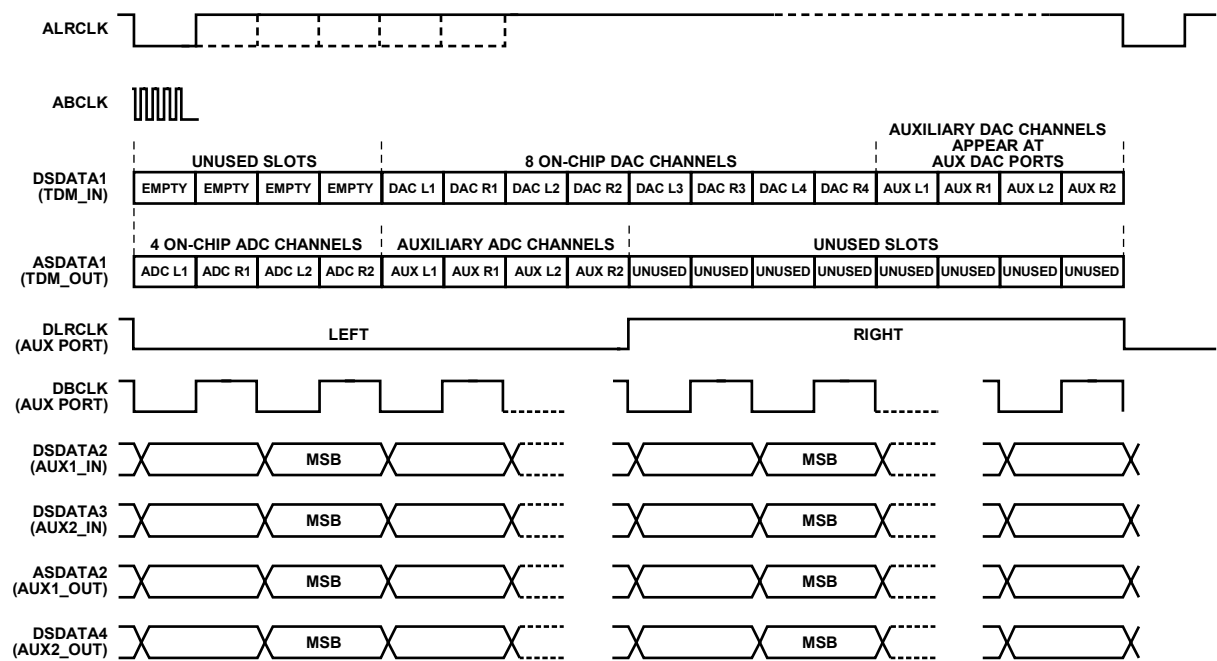 ALRCLK
ABCLK
AUXILIARY DAC CHANNELS
APPEAR AT
AUX DAC PORTS
UNUSED SLOTS
8 ON-CHIP DAC CHANNELS
DSDATA1
(TDM_IN)
EMPTY EMPTY EMPTY EMPTY DAC L1 DAC R1 DAC L2 DAC R2 DAC L3 DAC R3 DAC L4 DAC R4 AUX L1 AUX R1 AUX L2 AUX R2
4 ON-CHIP ADC CHANNELS
AUXILIARY ADC CHANNELS
UNUSED SLOTS
ASDATA1
(TDM_OUT)
ADC L1 ADC R1 ADC L2 ADC R2 AUX L1 AUX R1 AUX L2 AUX R2 UNUSED UNUSED UNUSED UNUSED UNUSED UNUSED UNUSED UNUSED
DLRCLK
(AUX PORT)
LEFT
RIGHT
DBCLK
(AUX PORT)
DSDATA2
(AUX1_IN)
MSB
MSB
DSDATA3
(AUX2_IN)
MSB
MSB
ASDATA2
(AUX1_OUT)
MSB
MSB
DSDATA4
(AUX2_OUT)
MSB
MSB